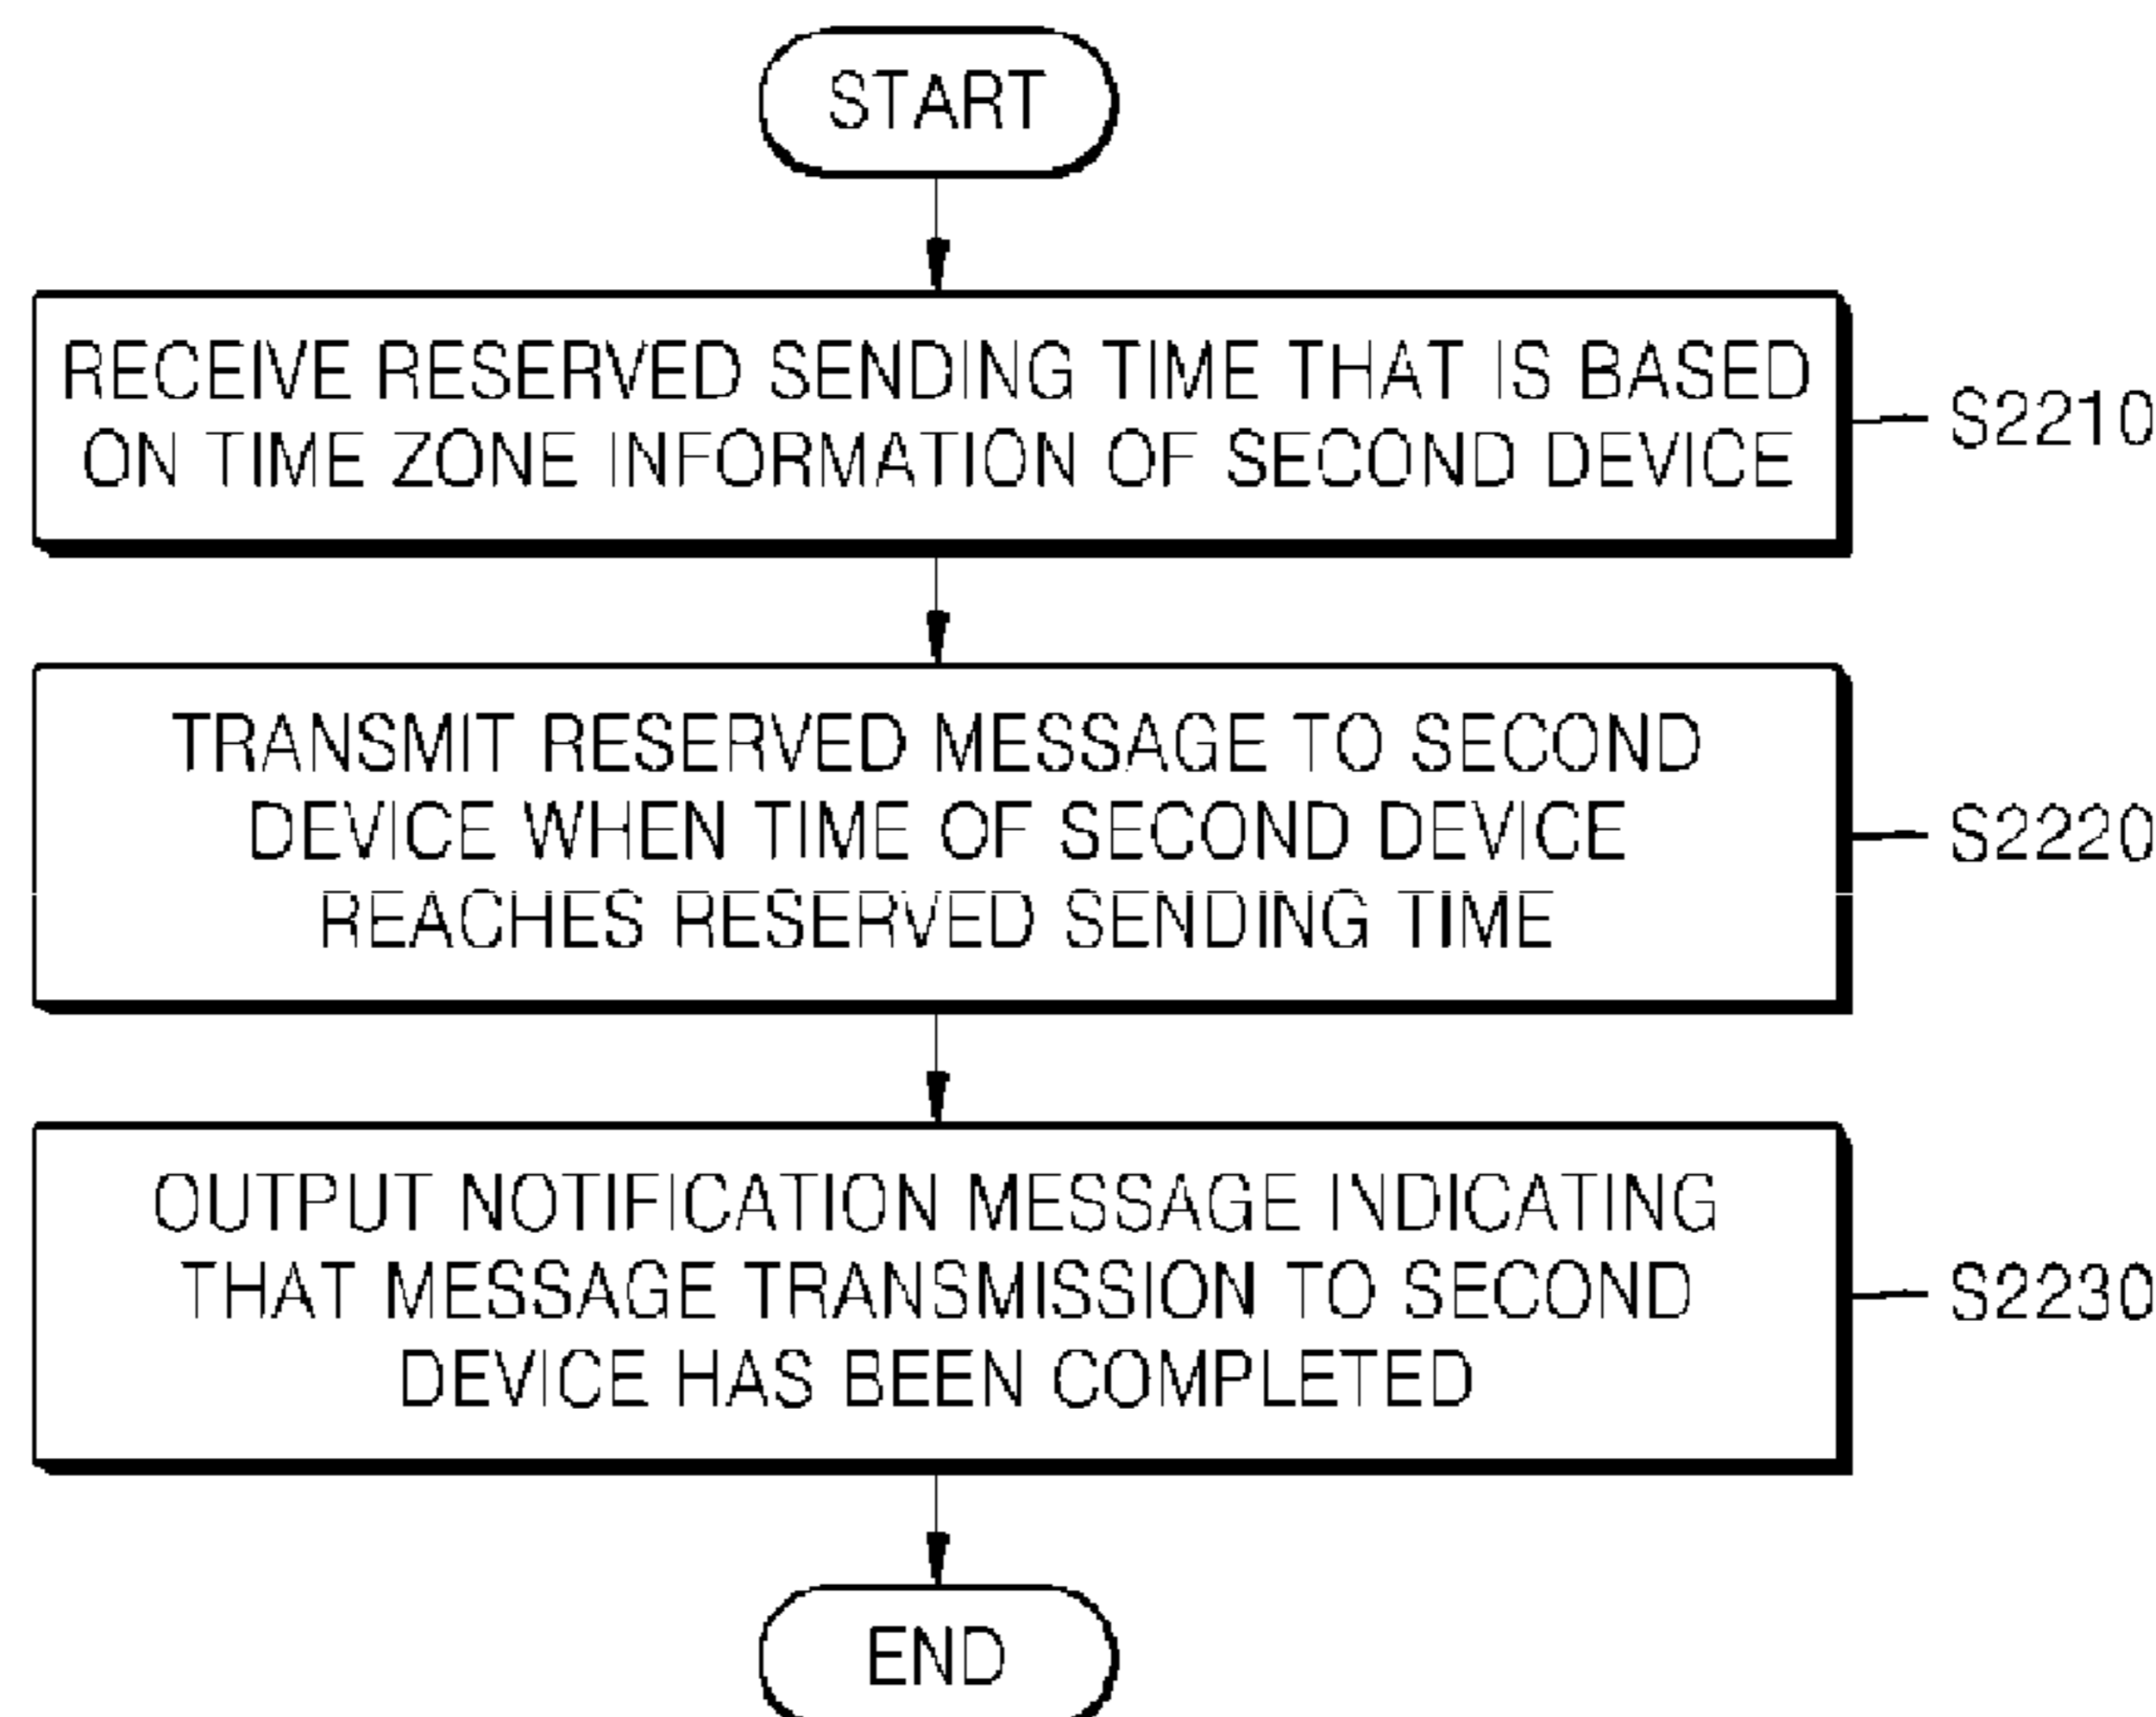 START
RECEIVE RESERVED SENDING TIME THAT IS BASED
ON TIME ZONE INFORMATION OF SECOND DEVICE
S2210
TRANSMIT RESERVED MESSAGE TO SECOND
DEVICE WHEN TIME OF SECOND DEVICE
REACHES RESERVED SENDING TIME
S2220
OUTPUT NOTIFICATION MESSAGE INDICATING
THAT MESSAGE TRANSMISSION TO SECOND
DEVICE HAS BEEN COMPLETED
S2230
END